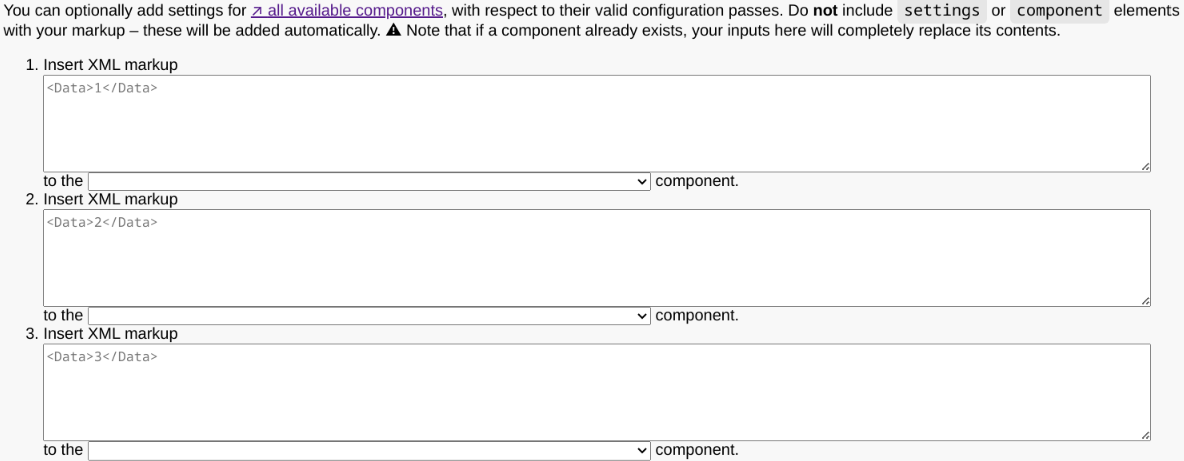 You can optionally add settings for ↗ all available components, with respect to their valid configuration passes. Do not include settings or component elements
with your markup – these will be added automatically. ⚠ Note that if a component already exists, your inputs here will completely replace its contents.
1. Insert XML markup
<Data>1</Data>
to the component.
2. Insert XML markup
<Data>2</Data>
to the component.
3. Insert XML markup
<Data>3</Data>
to the component.